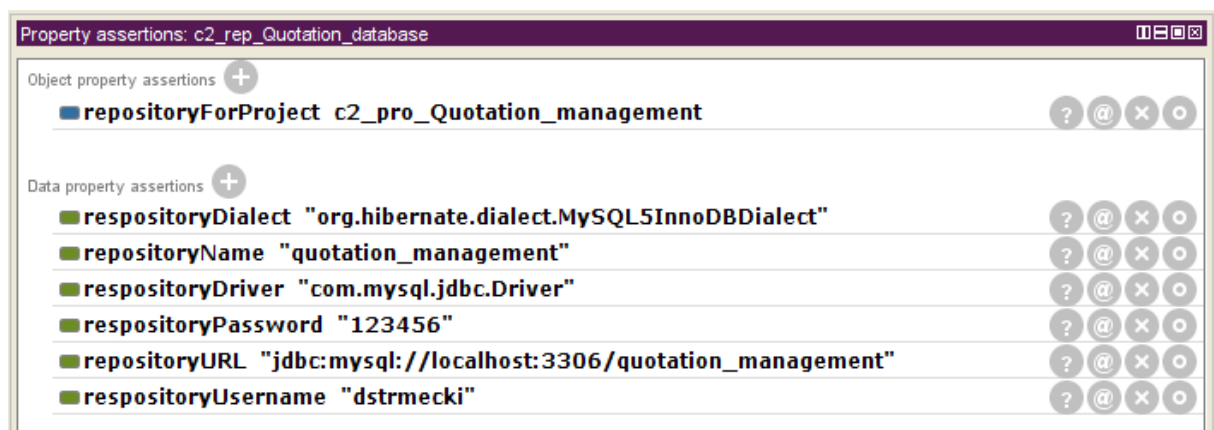 Property assertions: c2_rep_Quotation_database
Object property assertions
repositoryForProject c2_pro_Quotation_management
Data property assertions
respositoryDialect "org.hibernate.dialect.MySQL5InnoDBDialect"
repositoryName "quotation_management"
respositoryDriver "com.mysql.jdbc.Driver"
respositoryPassword "123456"
repositoryURL "jdbc:mysql://localhost:3306/quotation_management"
respositoryUsername "dstrmecki"